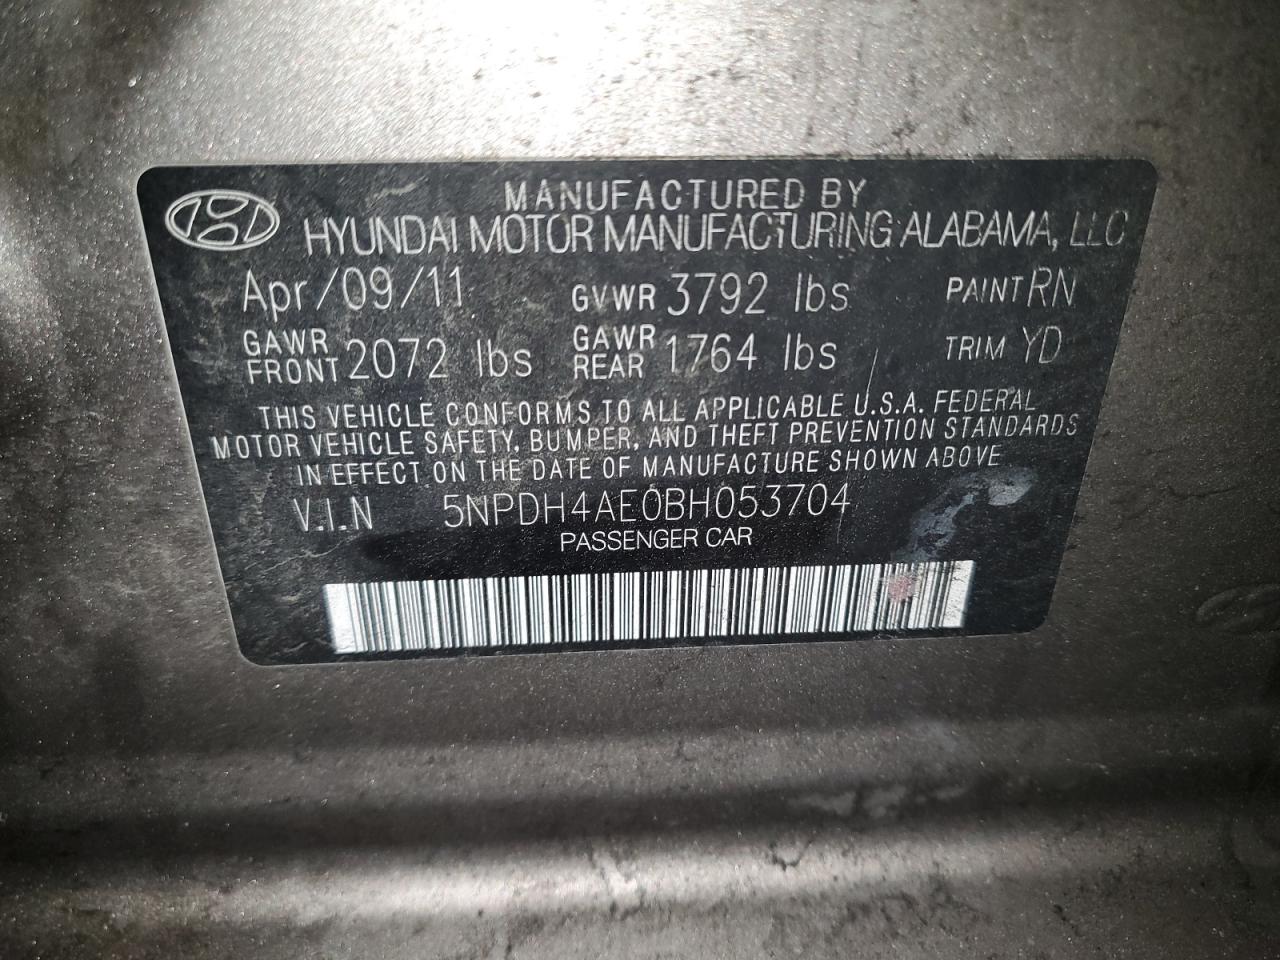 MANUFACTURED BY
HYUNDAI MOTOR MANUFACTURING ALABAMA, LLC
Apr/09/11 GVWR 3792 lbs PAINT RN
GAWR FRONT 2072 lbs GAWR REAR 1764 lbs TRIM YD
THIS VEHICLE CONFORMS TO ALL APPLICABLE U.S.A. FEDERAL
MOTOR VEHICLE SAFETY, BUMPER, AND THEFT PREVENTION STANDARDS
IN EFFECT ON THE DATE OF MANUFACTURE SHOWN ABOVE
V.I.N 5NPDH4AE0BH053704
PASSENGER CAR